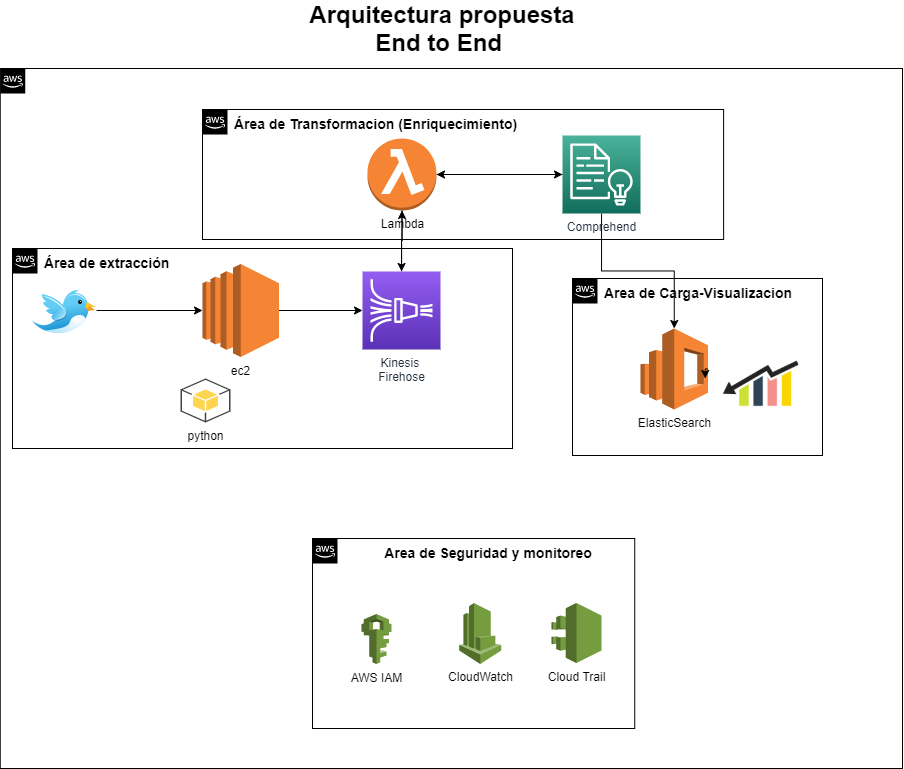 Arquitectura propuesta
End to End
aws
aws
Área de Transformacion (Enriquecimiento)
λ
Lambda
Comprehend
aws
Área de extracción
ec2
Kinesis
Firehose
python
aws
Area de Carga-Visualizacion
ElasticSearch
aws
Area de Seguridad y monitoreo
AWS IAM
CloudWatch
Cloud Trail